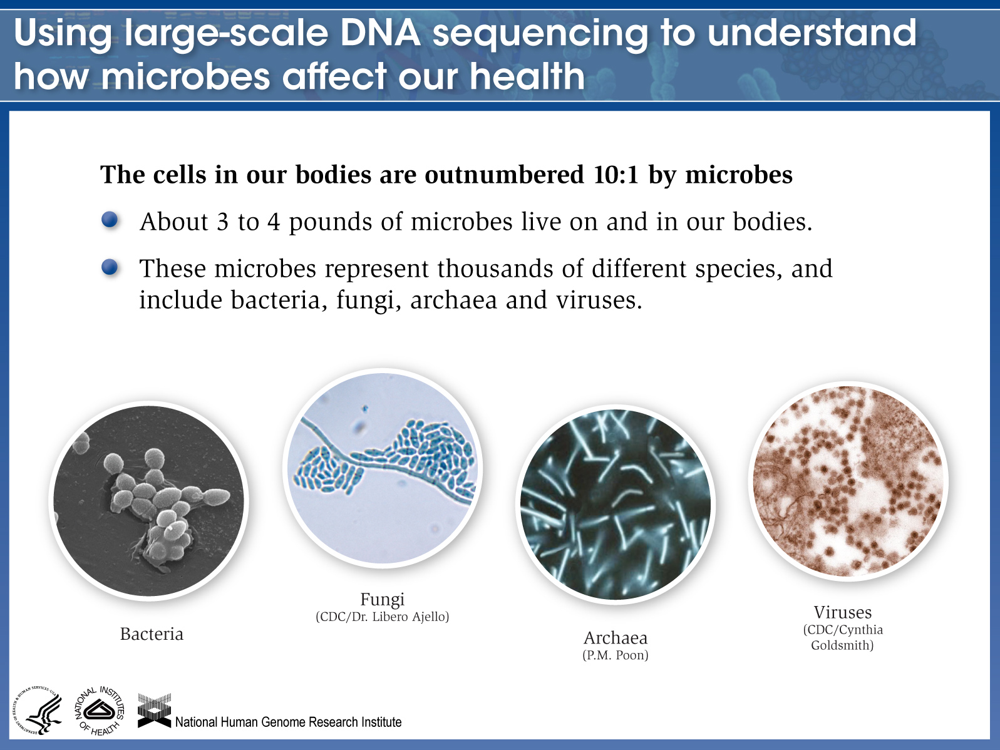 Using large-scale DNA sequencing to understand
how microbes affect our health
The cells in our bodies are outnumbered 10:1 by microbes
About 3 to 4 pounds of microbes live on and in our bodies.
These microbes represent thousands of different species, and
include bacteria, fungi, archaea and viruses.
Bacteria
Fungi
(CDC/Dr. Libero Ajello)
Archaea
(P.M. Poon)
Viruses
(CDC/Cynthia
Goldsmith)
DEPARTMENT OF HEALTH & HUMAN SERVICES·USA
NATIONAL INSTITUTES
OF HEALTH
National Human Genome Research Institute